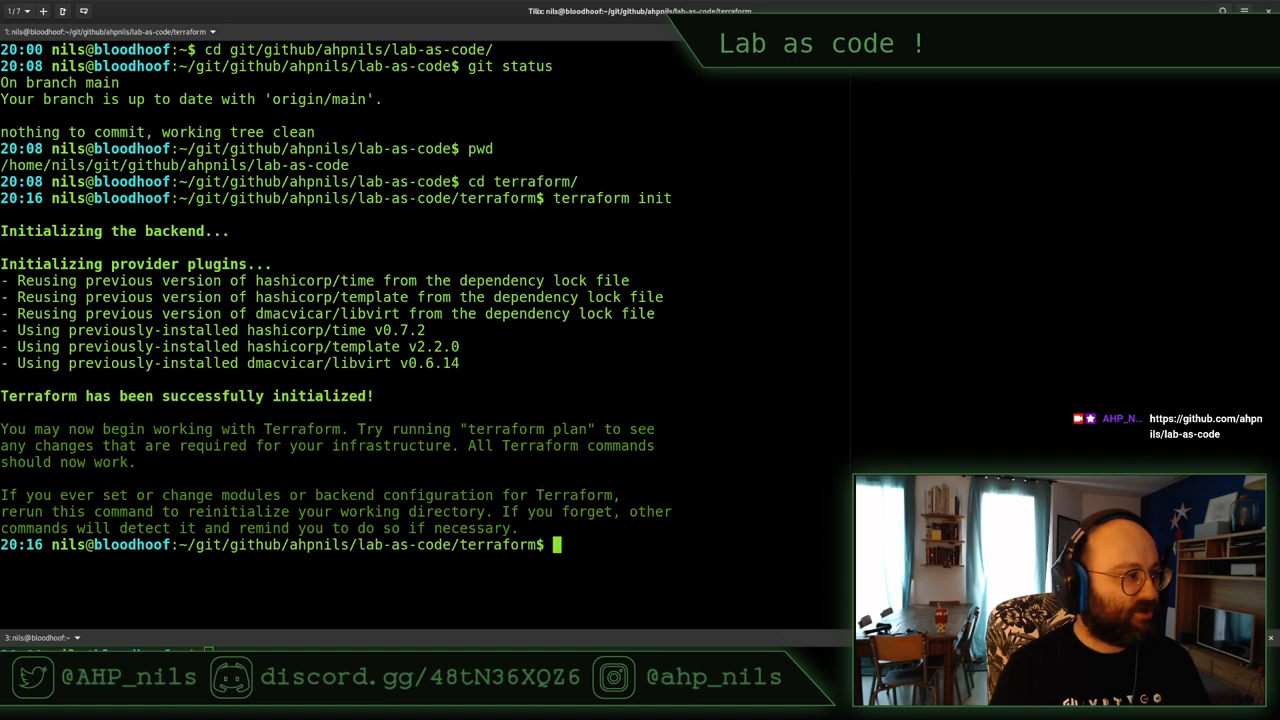 1 / 7
Tilix: nils@bloodhoof:~/git/github/ahpnils/lab-as-code/terraform
1: nils@bloodhoof:~/git/github/ahpnils/lab-as-code/terraform
Lab as code !
20:00 nils@bloodhoof:~$ cd git/github/ahpnils/lab-as-code/
20:08 nils@bloodhoof:~/git/github/ahpnils/lab-as-code$ git status
On branch main
Your branch is up to date with 'origin/main'.
nothing to commit, working tree clean
20:08 nils@bloodhoof:~/git/github/ahpnils/lab-as-code$ pwd
/home/nils/git/github/ahpnils/lab-as-code
20:08 nils@bloodhoof:~/git/github/ahpnils/lab-as-code$ cd terraform/
20:16 nils@bloodhoof:~/git/github/ahpnils/lab-as-code/terraform$ terraform init
Initializing the backend...
Initializing provider plugins...
- Reusing previous version of hashicorp/time from the dependency lock file
- Reusing previous version of hashicorp/template from the dependency lock file
- Reusing previous version of dmacvicar/libvirt from the dependency lock file
- Using previously-installed hashicorp/time v0.7.2
- Using previously-installed hashicorp/template v2.2.0
- Using previously-installed dmacvicar/libvirt v0.6.14
Terraform has been successfully initialized!
You may now begin working with Terraform. Try running "terraform plan" to see
any changes that are required for your infrastructure. All Terraform commands
should now work.
If you ever set or change modules or backend configuration for Terraform,
rerun this command to reinitialize your working directory. If you forget, other
commands will detect it and remind you to do so if necessary.
20:16 nils@bloodhoof:~/git/github/ahpnils/lab-as-code/terraform$
AHP_N... https://github.com/ahpn
ils/lab-as-code
3: nils@bloodhoof:~
@AHP_nils discord.gg/48tN36XQZ6 @ahp_nils